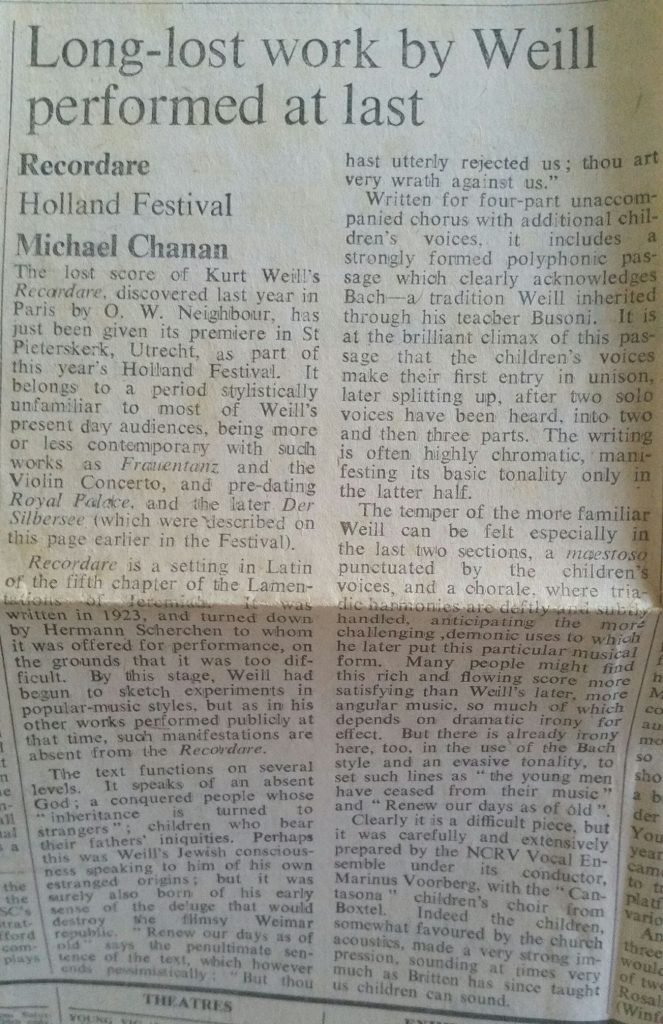 Long-lost work by Weill
performed at last
Recordare
Holland Festival
Michael Chanan
The lost score of Kurt Weill's
Recordare, discovered last year in
Paris by O. W. Neighbour, has
just been given its premiere in St
Pieterskerk, Utrecht, as part of
this year's Holland Festival. It
belongs to a period stylistically
unfamiliar to most of Weill's
present day audiences, being more
or less contemporary with such
works as Frauentanz and the
Violin Concerto, and pre-dating
Royal Palace, and the later Der
Silbersee (which were described on
this page earlier in the Festival).
Recordare is a setting in Latin
of the fifth chapter of the Lamen-
tations of Jeremiah. It was
written in 1923, and turned down
by Hermann Scherchen to whom
it was offered for performance, on
the grounds that it was too dif-
ficult. By this stage, Weill had
begun to sketch experiments in
popular-music styles, but as in his
other works performed publicly at
that time, such manifestations are
absent from the Recordare.
The text functions on several
levels. It speaks of an absent
God; a conquered people whose
"inheritance is turned to
strangers"; children who bear
their fathers' iniquities. Perhaps
this was Weill's Jewish conscious-
ness speaking to him of his own
estranged origins; but it was
surely also born of his early
sense of the deluge that would
destroy the flimsy Weimar
republic. "Renew our days as of
old" says the penultimate sen-
tence of the text, which however
ends pessimistically: "But thou
hast utterly rejected us; thou art
very wrath against us."
Written for four-part unaccom-
panied chorus with additional chil-
dren's voices, it includes a
strongly formed polyphonic pas-
sage which clearly acknowledges
Bach—a tradition Weill inherited
through his teacher Busoni. It is
at the brilliant climax of this pas-
sage that the children's voices
make their first entry in unison,
later splitting up, after two solo
voices have been heard, into two
and then three parts. The writing
is often highly chromatic, mani-
festing its basic tonality only in
the latter half.
The temper of the more familiar
Weill can be felt especially in
the last two sections, a maestoso
punctuated by the children's
voices, and a chorale, where tria-
dic harmonies are deftly and subtly
handled, anticipating the more
challenging ,demonic uses to which
he later put this particular musical
form. Many people might find
this rich and flowing score more
satisfying than Weill's later, more
angular music, so much of which
depends on dramatic irony for
effect. But there is already irony
here, too, in the use of the Bach
style and an evasive tonality, to
set such lines as "the young men
have ceased from their music"
and "Renew our days as of old".
Clearly it is a difficult piece, but
it was carefully and extensively
prepared by the NCRV Vocal En-
semble under its conductor,
Marinus Voorberg, with the "Can-
tasona" children's choir from
Boxtel. Indeed the children,
somewhat favoured by the church
acoustics, made a very strong im-
pression, sounding at times very
much as Britten has since taught
us children can sound.
THEATRES